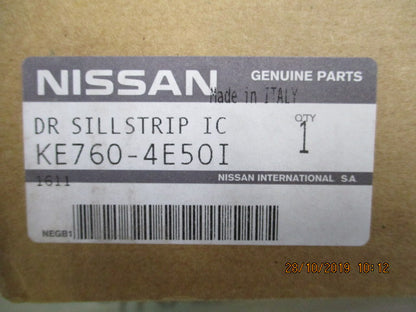 NISSAN GENUINE PARTS
Made in ITALY
DR SILLSTRIP IC QTY
KE760-4E50I 1
1611
NISSAN INTERNATIONAL S.A.
NEGB1
23/10/2019 10:12